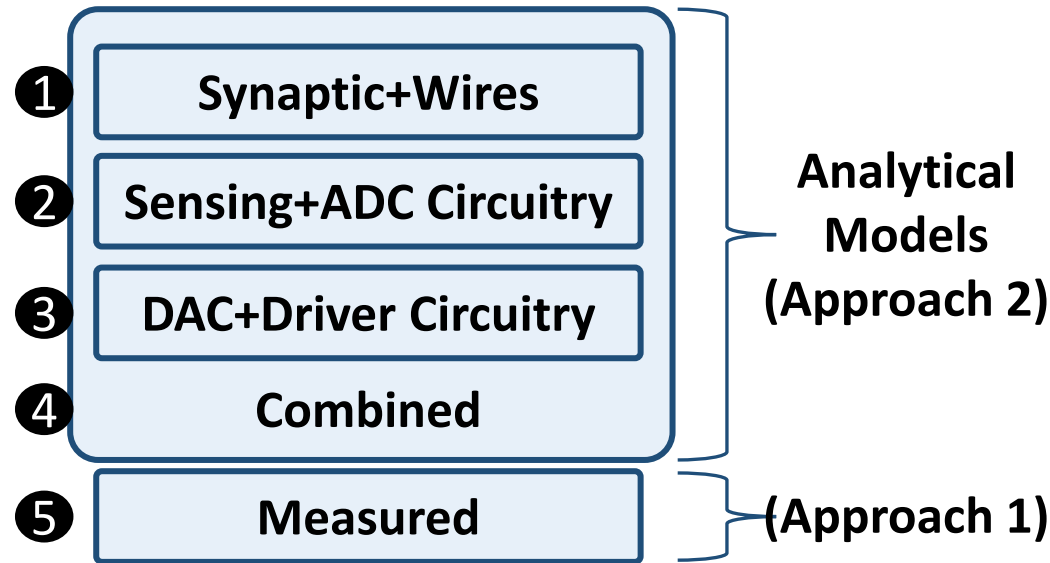 1 Synaptic+Wires
2 Sensing+ADC Circuitry
3 DAC+Driver Circuitry
4 Combined
Analytical
Models
(Approach 2)
5 Measured
(Approach 1)